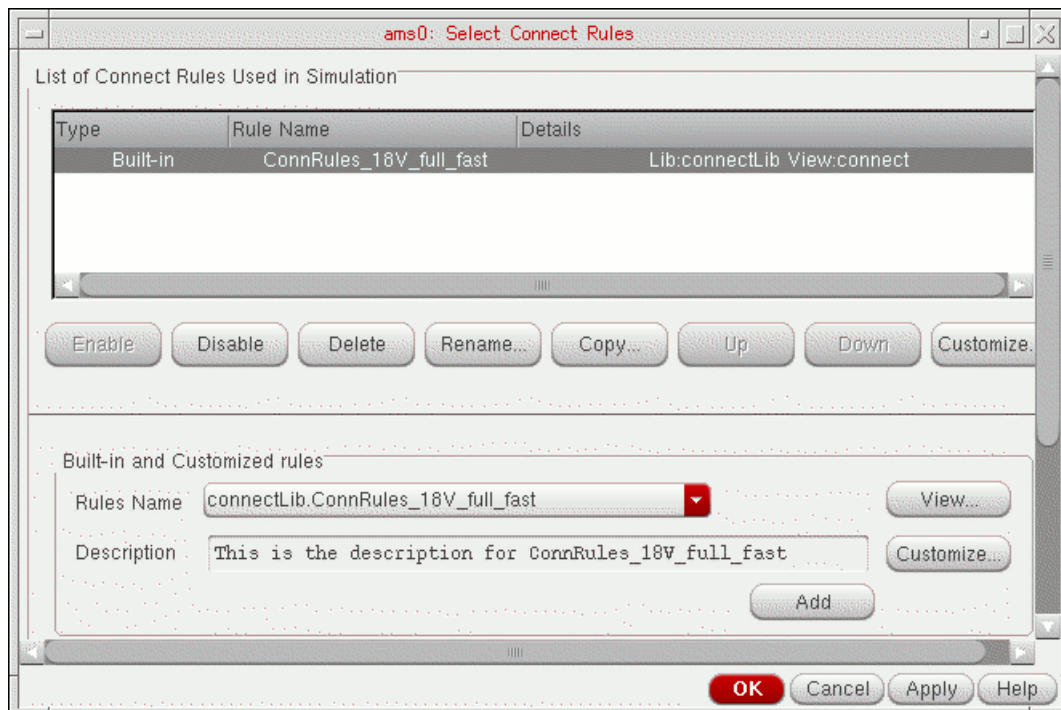 ams0: Select Connect Rules
List of Connect Rules Used in Simulation
Type Rule Name Details
Built-in ConnRules_18V_full_fast Lib:connectLib View:connect
Enable Disable Delete Rename... Copy... Up Down Customize.
Built-in and Customized rules
Rules Name connectLib.ConnRules_18V_full_fast View...
Description This is the description for ConnRules_18V_full_fast Customize...
Add
OK Cancel Apply Help